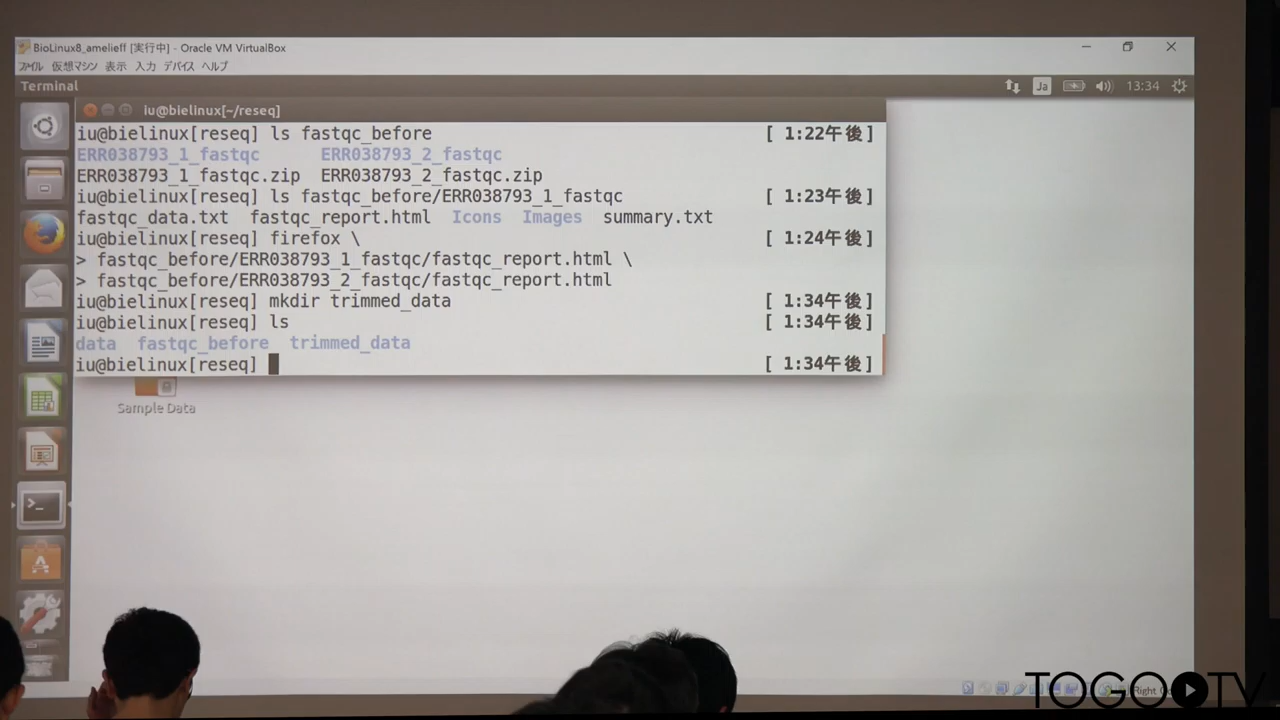 BioLinux8_amelieff [実行中] - Oracle VM VirtualBox
ファイル 仮想マシン 表示 入力 デバイス ヘルプ
Terminal Ja 13:34
iu@bielinux[~/reseq]
iu@bielinux[reseq] ls fastqc_before [ 1:22午後]
ERR038793_1_fastqc ERR038793_2_fastqc
ERR038793_1_fastqc.zip ERR038793_2_fastqc.zip
iu@bielinux[reseq] ls fastqc_before/ERR038793_1_fastqc [ 1:23午後]
fastqc_data.txt fastqc_report.html Icons Images summary.txt
iu@bielinux[reseq] firefox \ [ 1:24午後]
> fastqc_before/ERR038793_1_fastqc/fastqc_report.html \
> fastqc_before/ERR038793_2_fastqc/fastqc_report.html
iu@bielinux[reseq] mkdir trimmed_data [ 1:34午後]
iu@bielinux[reseq] ls [ 1:34午後]
data fastqc_before trimmed_data
iu@bielinux[reseq] [ 1:34午後]
Sample Data
Right
TOGOTV